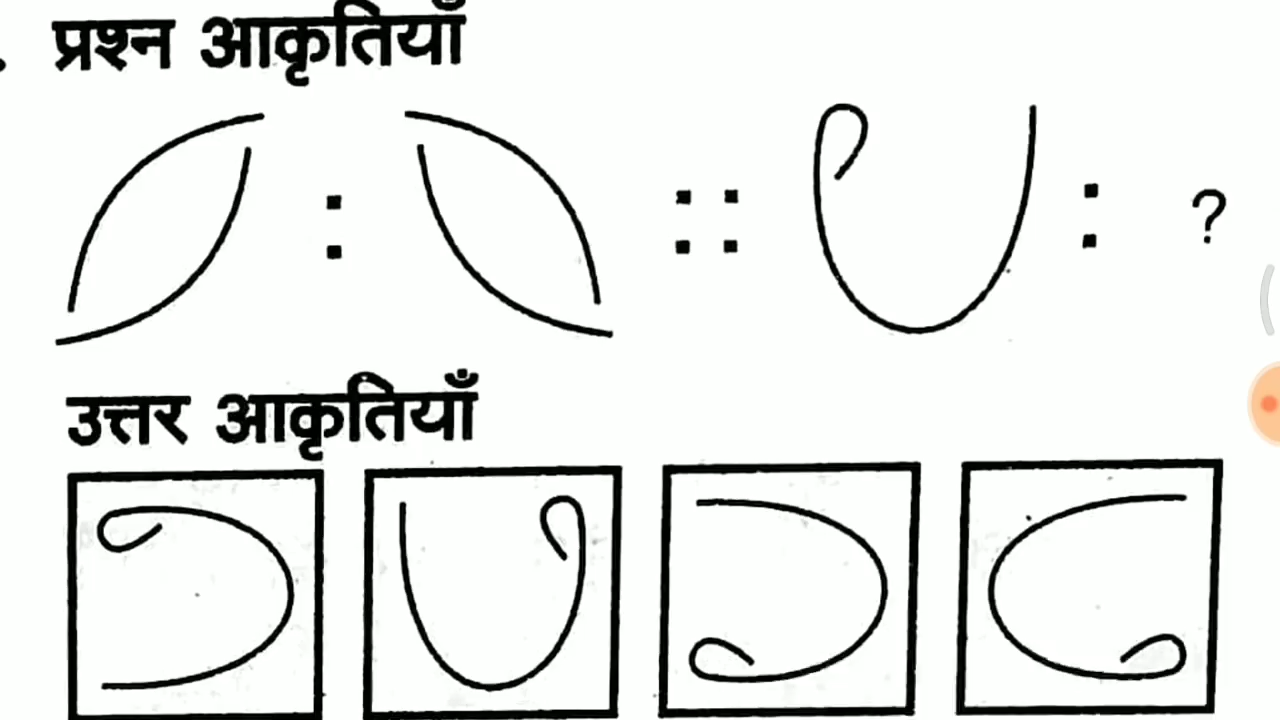 . प्रश्न आकृतियाँ
: :: : ?
उत्तर आकृतियाँ